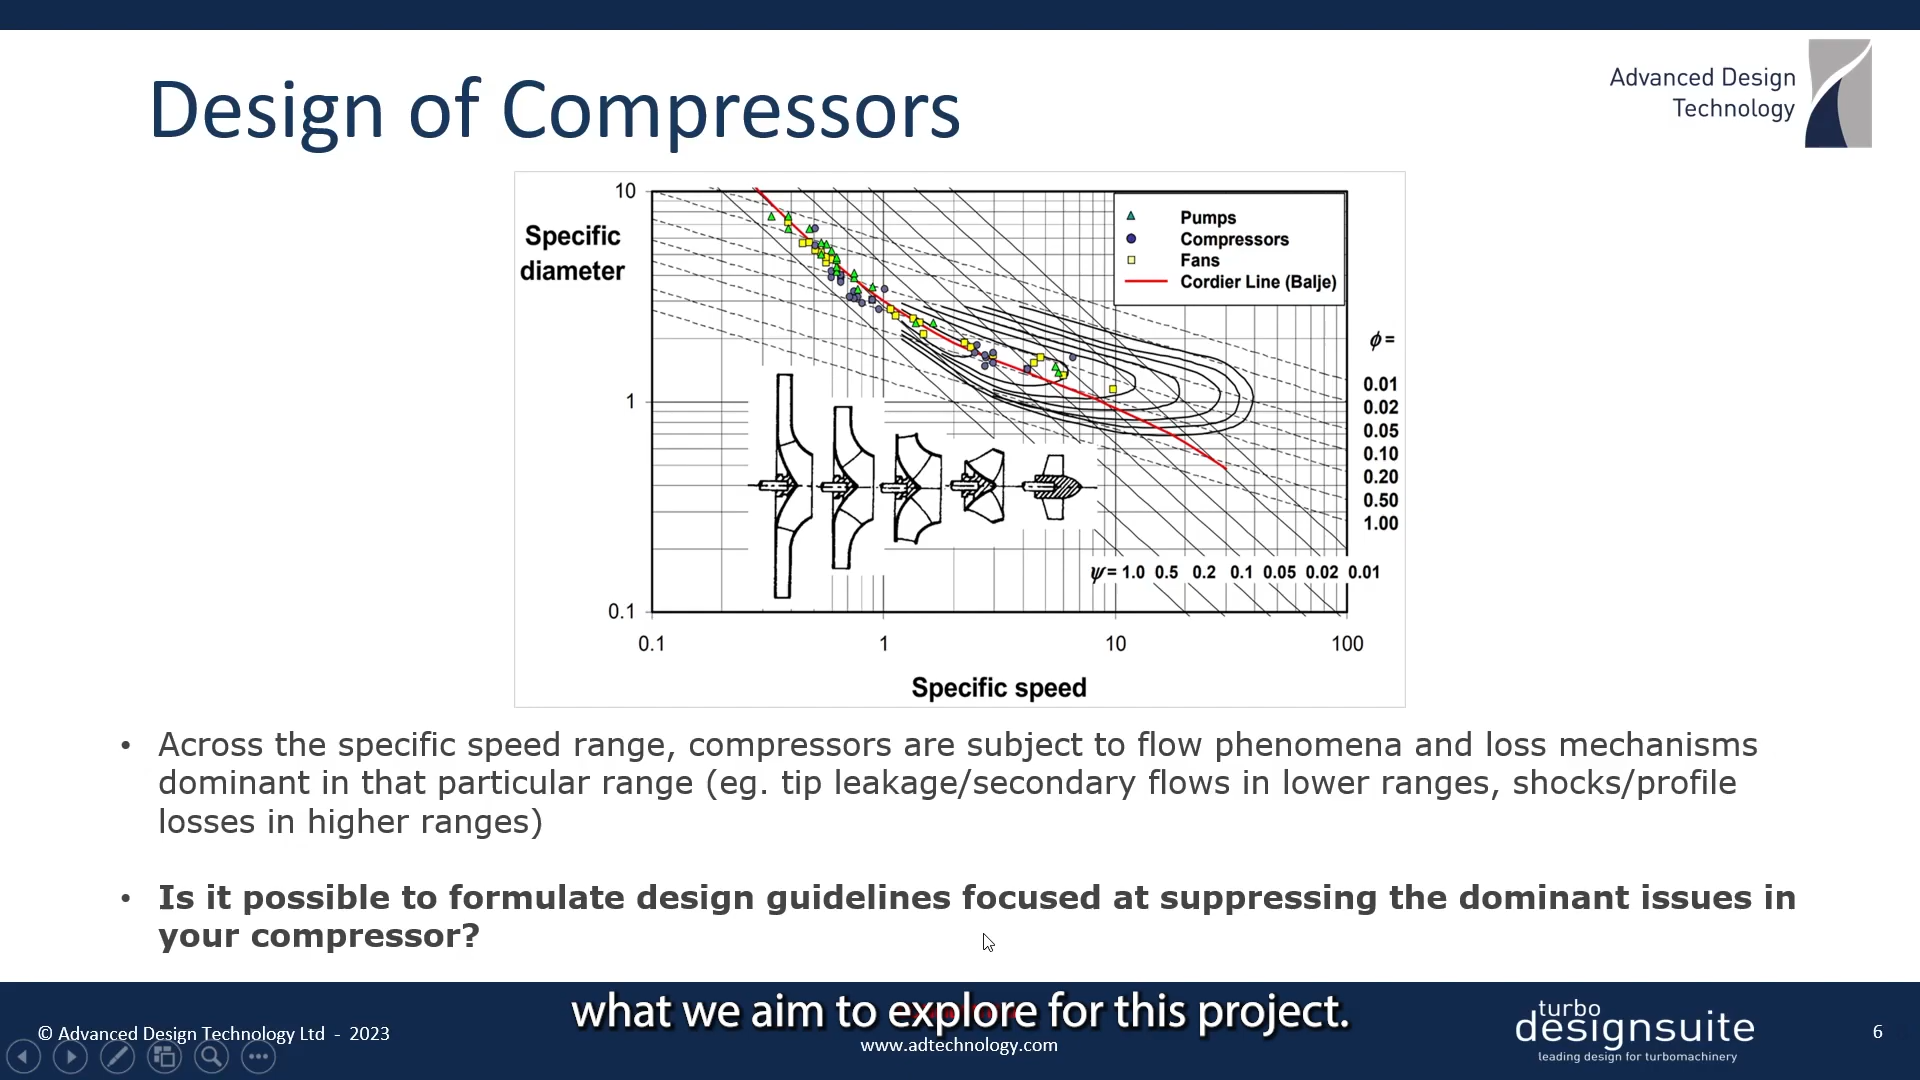 Design of Compressors
Advanced Design
Technology
Specific
diameter
10
1
0.1
Pumps
Compressors
Fans
Cordier Line (Balje)
ϕ =
0.01
0.02
0.05
0.10
0.20
0.50
1.00
ψ = 1.0 0.5 0.2 0.1 0.05 0.02 0.01
0.1 1 10 100
Specific speed
• Across the specific speed range, compressors are subject to flow phenomena and loss mechanisms
dominant in that particular range (eg. tip leakage/secondary flows in lower ranges, shocks/profile
losses in higher ranges)
• Is it possible to formulate design guidelines focused at suppressing the dominant issues in
your compressor?
what we aim to explore for this project.
© Advanced Design Technology Ltd - 2023
www.adtechnology.com
turbo
designsuite
leading design for turbomachinery
6